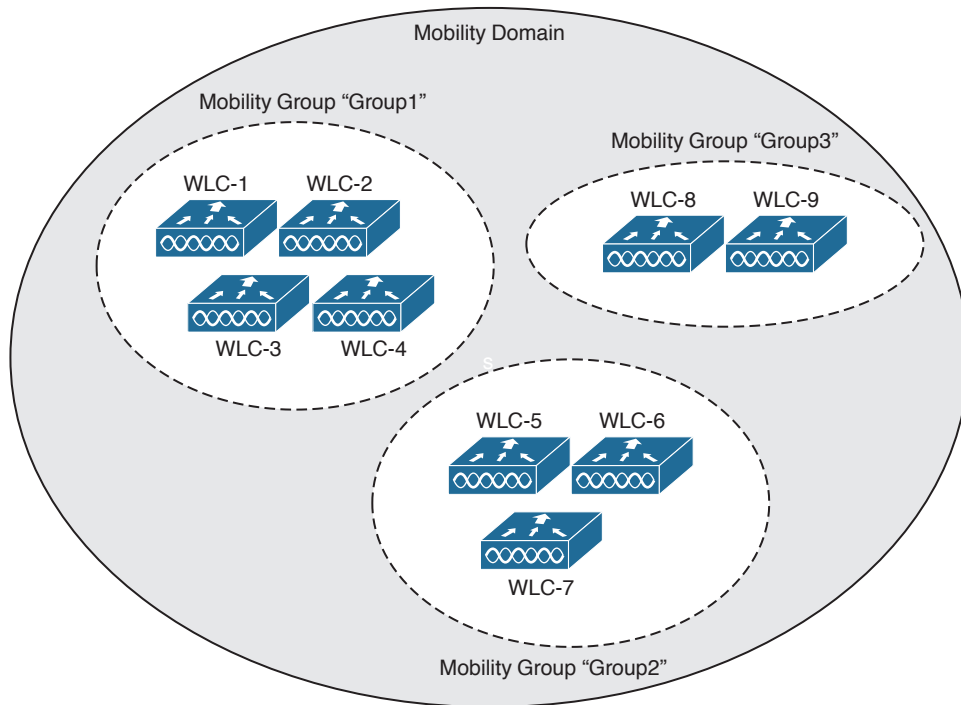 Mobility Domain
Mobility Group “Group1”
WLC-1
WLC-2
WLC-3
WLC-4
Mobility Group “Group3”
WLC-8
WLC-9
s
WLC-5
WLC-6
WLC-7
Mobility Group “Group2”